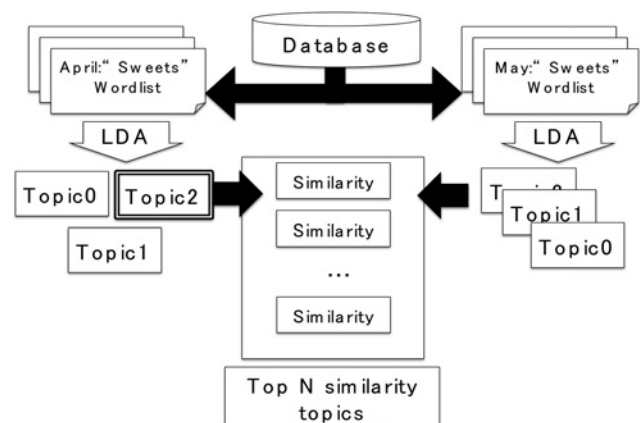 Database
April:“ Sweets”
Wordlist
May:“ Sweets”
Wordlist
LDA
LDA
Topic0
Topic2
Topic1
Similarity
Similarity
...
Similarity
Topic1
Topic0
Top N similarity
topics